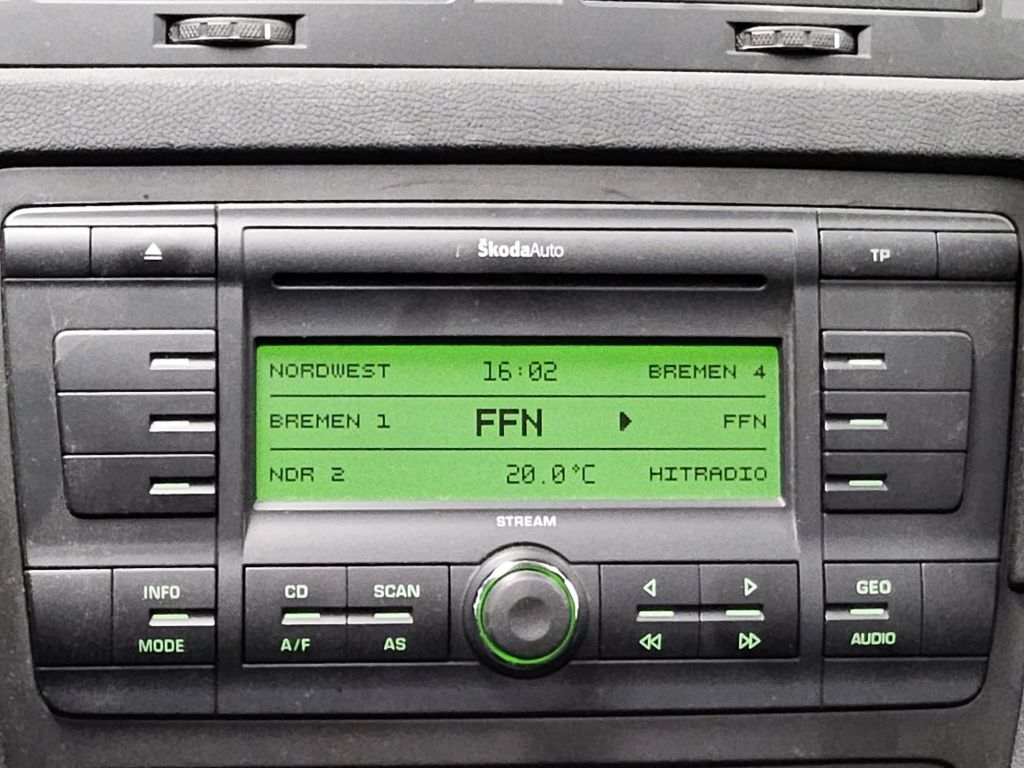 ŠkodaAuto
TP
NORDWEST 16:02 BREMEN 4
BREMEN 1 FFN FFN
NDR 2 20.0°C HITRADIO
STREAM
INFO CD SCAN GEO
MODE A/F AS AUDIO